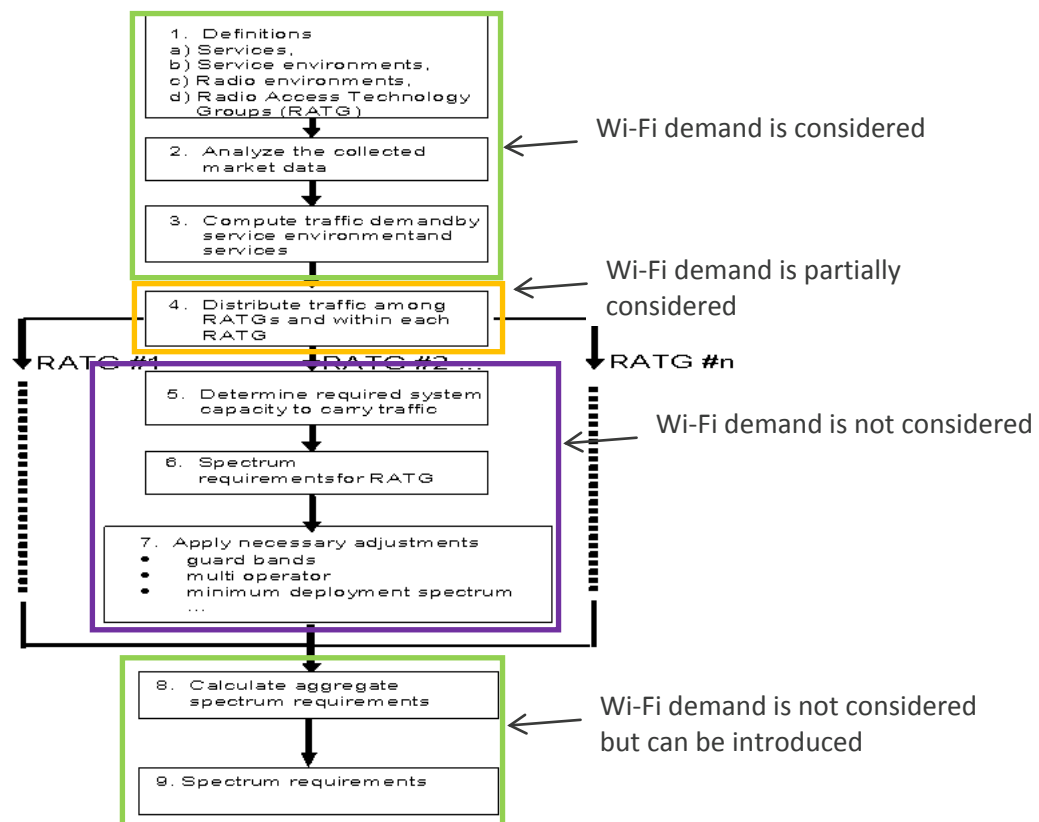 1. Definitions
a) Services,
b) Service environments,
c) Radio environments,
d) Radio Access Technology
Groups (RATG)
Wi-Fi demand is considered
2. Analyze the collected
market data
3. Compute traffic demandby
service environmentand
services
Wi-Fi demand is partially
considered
4. Distribute traffic among
RATGs and within each
RATG
RATG #1
RATG #2 ...
RATG #n
5. Determine required system
capacity to carry traffic
Wi-Fi demand is not considered
6. Spectrum
requirementsfor RATG
7. Apply necessary adjustments
• guard bands
• multi operator
• minimum deployment spectrum
...
8. Calculate aggregate
spectrum requirements
Wi-Fi demand is not considered
but can be introduced
9. Spectrum requirements